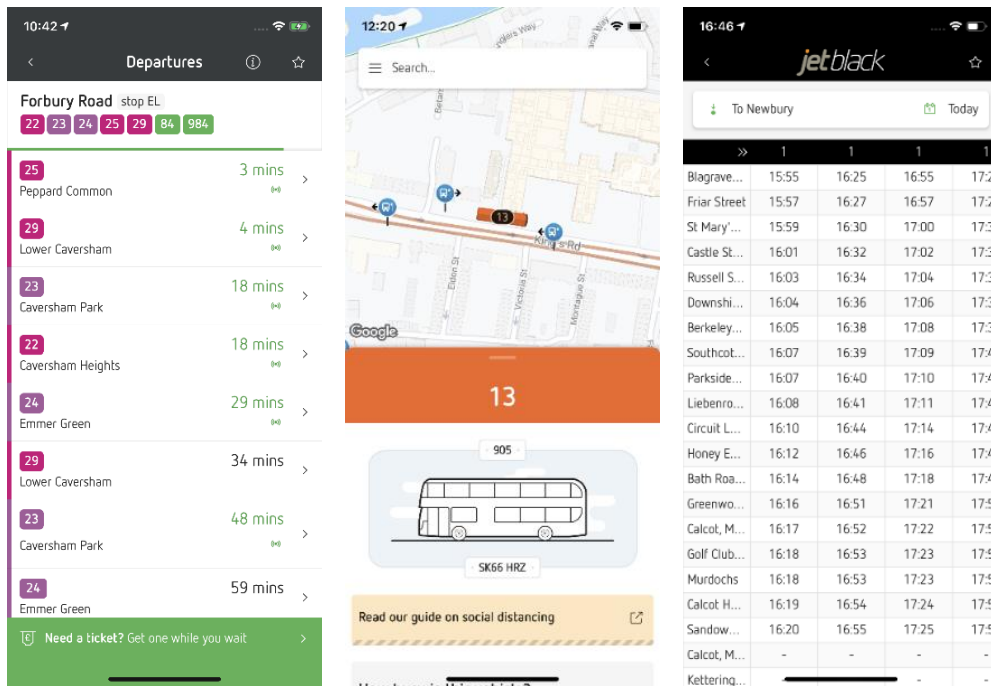 10:42
Departures
Forbury Road stop EL
22 23 24 25 29 84 984
25 3 mins
Peppard Common
29 4 mins
Lower Caversham
23 18 mins
Caversham Park
22 18 mins
Caversham Heights
24 29 mins
Emmer Green
29 34 mins
Lower Caversham
23 48 mins
Caversham Park
24 59 mins
Emmer Green
Need a ticket? Get one while you wait
12:20
Search...
13
King's Rd
Eldon St
Victoria St
Montague St
Google
13
905
SK66 HRZ
Read our guide on social distancing
16:46
jetblack
To Newbury Today
» 1 1 1 1
Blagrave... 15:55 16:25 16:55
Friar Street 15:57 16:27 16:57
St Mary'... 15:59 16:30 17:00
Castle St... 16:01 16:32 17:02
Russell S... 16:03 16:34 17:04
Downshi... 16:04 16:36 17:06
Berkeley... 16:05 16:38 17:08
Southcot... 16:07 16:39 17:09
Parkside... 16:07 16:40 17:10
Liebenro... 16:08 16:41 17:11
Circuit L... 16:10 16:44 17:14
Honey E... 16:12 16:46 17:16
Bath Roa... 16:14 16:48 17:18
Greenwo... 16:16 16:51 17:21
Calcot, M... 16:17 16:52 17:22
Golf Club... 16:18 16:53 17:23
Murdochs 16:18 16:53 17:23
Calcot H... 16:19 16:54 17:24
Sandow... 16:20 16:55 17:25
Calcot, M... - - - -
Kettering... - -